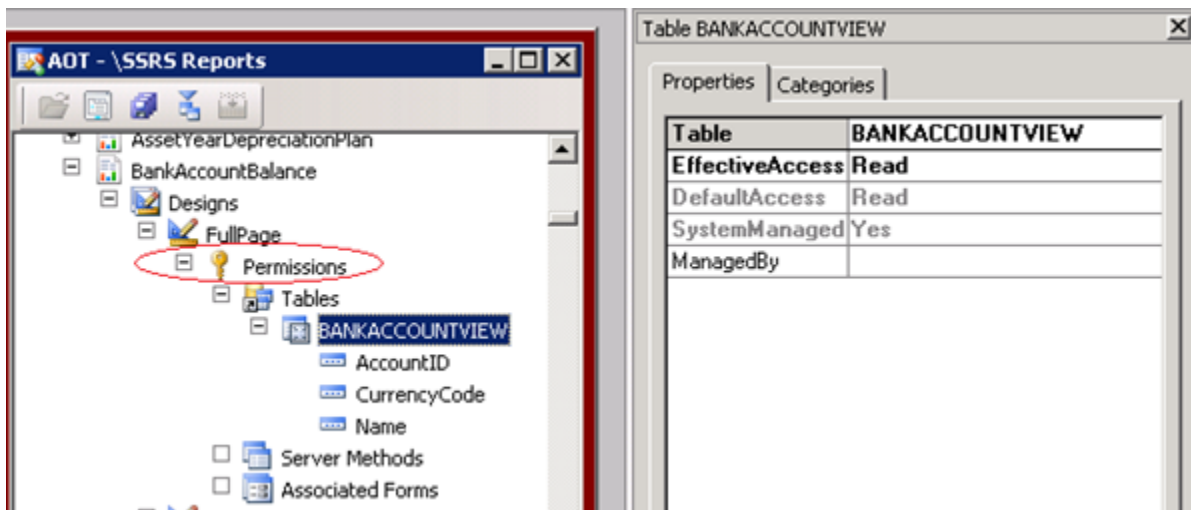 AOT - \SSRS Reports
AssetYearDepreciationPlan
BankAccountBalance
Designs
FullPage
Permissions
Tables
BANKACCOUNTVIEW
AccountID
CurrencyCode
Name
Server Methods
Associated Forms
Table BANKACCOUNTVIEW
Properties Categories
Table BANKACCOUNTVIEW
EffectiveAccess Read
DefaultAccess Read
SystemManaged Yes
ManagedBy